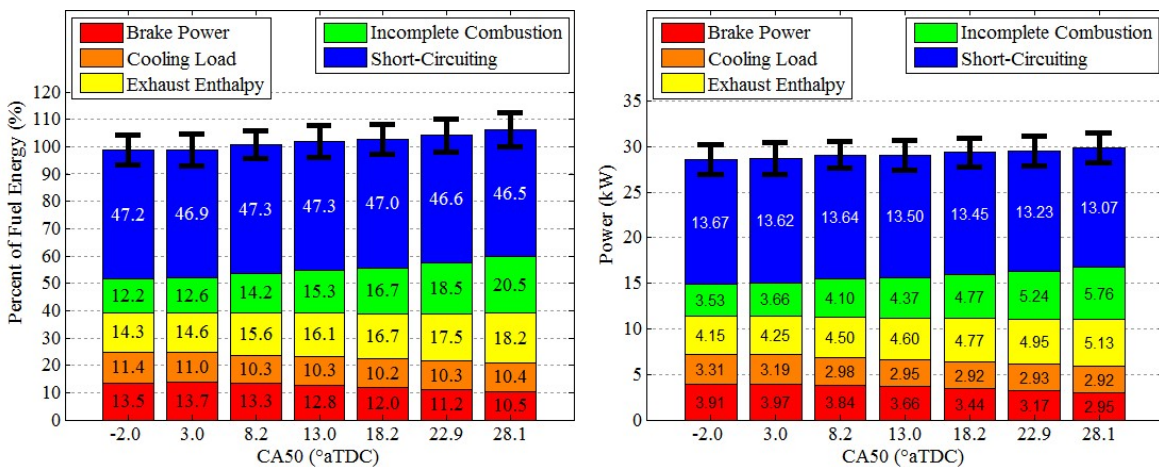 Brake Power
Cooling Load
Exhaust Enthalpy
Incomplete Combustion
Short-Circuiting
Percent of Fuel Energy (%)
120
110
100
90
80
70
60
50
40
30
20
10
0
47.2 46.9 47.3 47.3 47.0 46.6 46.5
12.2 12.6 14.2 15.3 16.7 18.5 20.5
14.3 14.6 15.6 16.1 16.7 17.5 18.2
11.4 11.0 10.3 10.3 10.2 10.3 10.4
13.5 13.7 13.3 12.8 12.0 11.2 10.5
-2.0 3.0 8.2 13.0 18.2 22.9 28.1
CA50 (°aTDC)
Brake Power
Cooling Load
Exhaust Enthalpy
Incomplete Combustion
Short-Circuiting
Power (kW)
35
30
25
20
15
10
5
0
13.67 13.62 13.64 13.50 13.45 13.23 13.07
3.53 3.66 4.10 4.37 4.77 5.24 5.76
4.15 4.25 4.50 4.60 4.77 4.95 5.13
3.31 3.19 2.98 2.95 2.92 2.93 2.92
3.91 3.97 3.84 3.66 3.44 3.17 2.95
-2.0 3.0 8.2 13.0 18.2 22.9 28.1
CA50 (°aTDC)